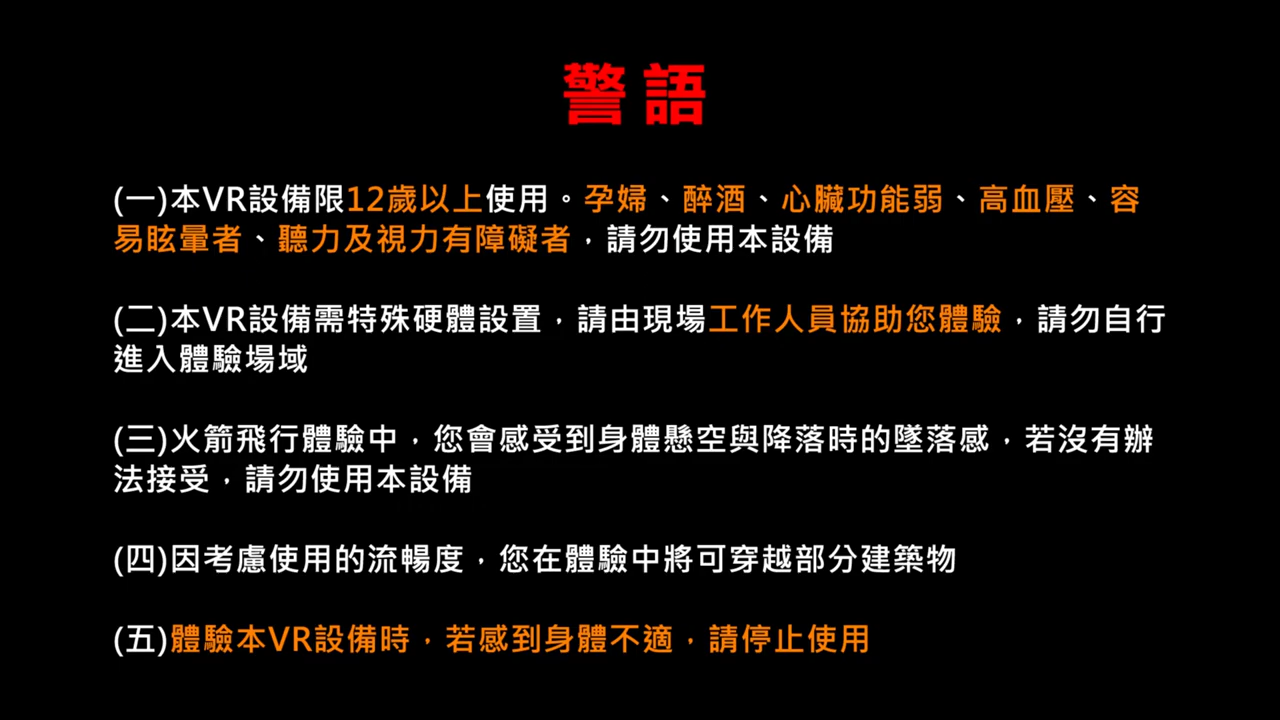 警語
(一)本VR設備限12歲以上使用。孕婦、醉酒、心臟功能弱、高血壓、容
易眩暈者、聽力及視力有障礙者，請勿使用本設備
(二)本VR設備需特殊硬體設置，請由現場工作人員協助您體驗，請勿自行
進入體驗場域
(三)火箭飛行體驗中，您會感受到身體懸空與降落時的墜落感，若沒有辦
法接受，請勿使用本設備
(四)因考慮使用的流暢度，您在體驗中將可穿越部分建築物
(五)體驗本VR設備時，若感到身體不適，請停止使用